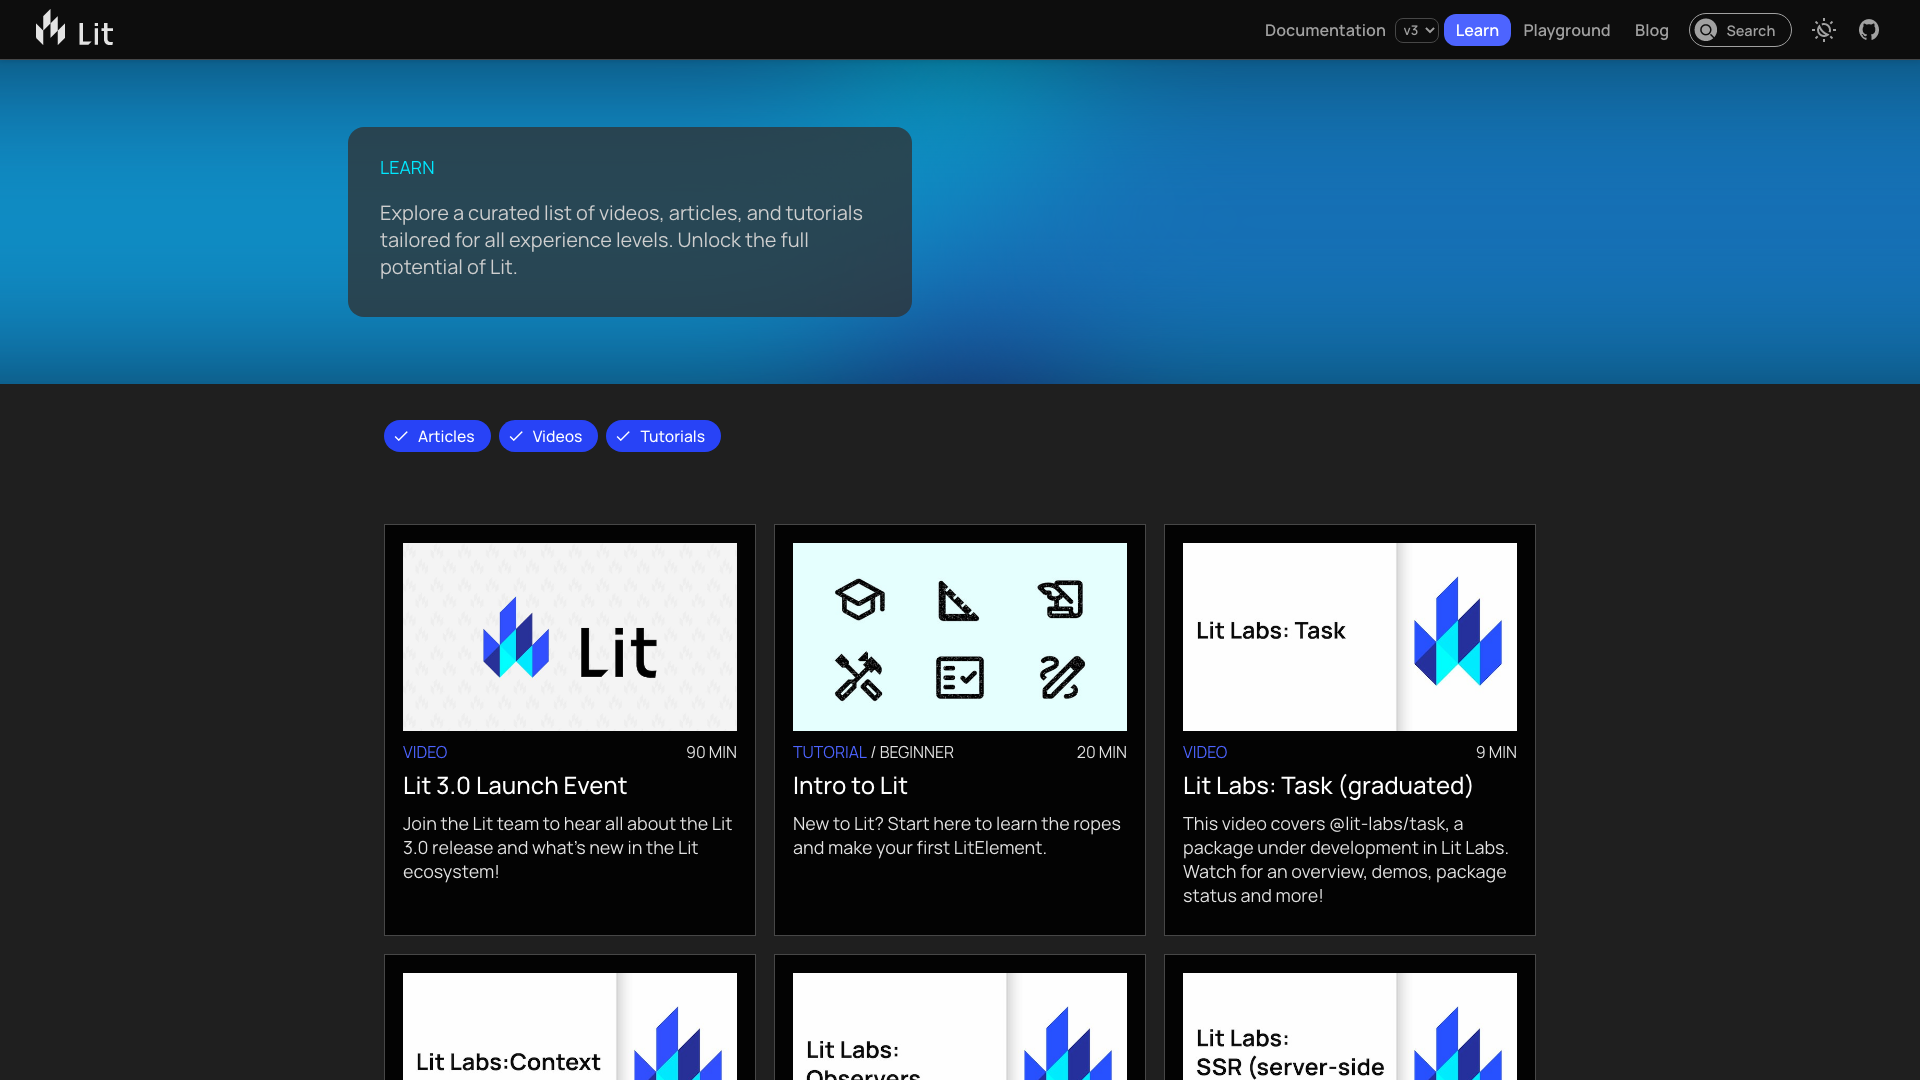 Lit
Documentation v3 Learn Playground Blog Search
LEARN
Explore a curated list of videos, articles, and tutorials
tailored for all experience levels. Unlock the full
potential of Lit.
Articles Videos Tutorials
Lit
VIDEO 90 MIN
Lit 3.0 Launch Event
Join the Lit team to hear all about the Lit
3.0 release and what's new in the Lit
ecosystem!
TUTORIAL / BEGINNER 20 MIN
Intro to Lit
New to Lit? Start here to learn the ropes
and make your first LitElement.
Lit Labs: Task
VIDEO 9 MIN
Lit Labs: Task (graduated)
This video covers @lit-labs/task, a
package under development in Lit Labs.
Watch for an overview, demos, package
status and more!
Lit Labs:Context
Lit Labs:
Observers
Lit Labs:
SSR (server-side